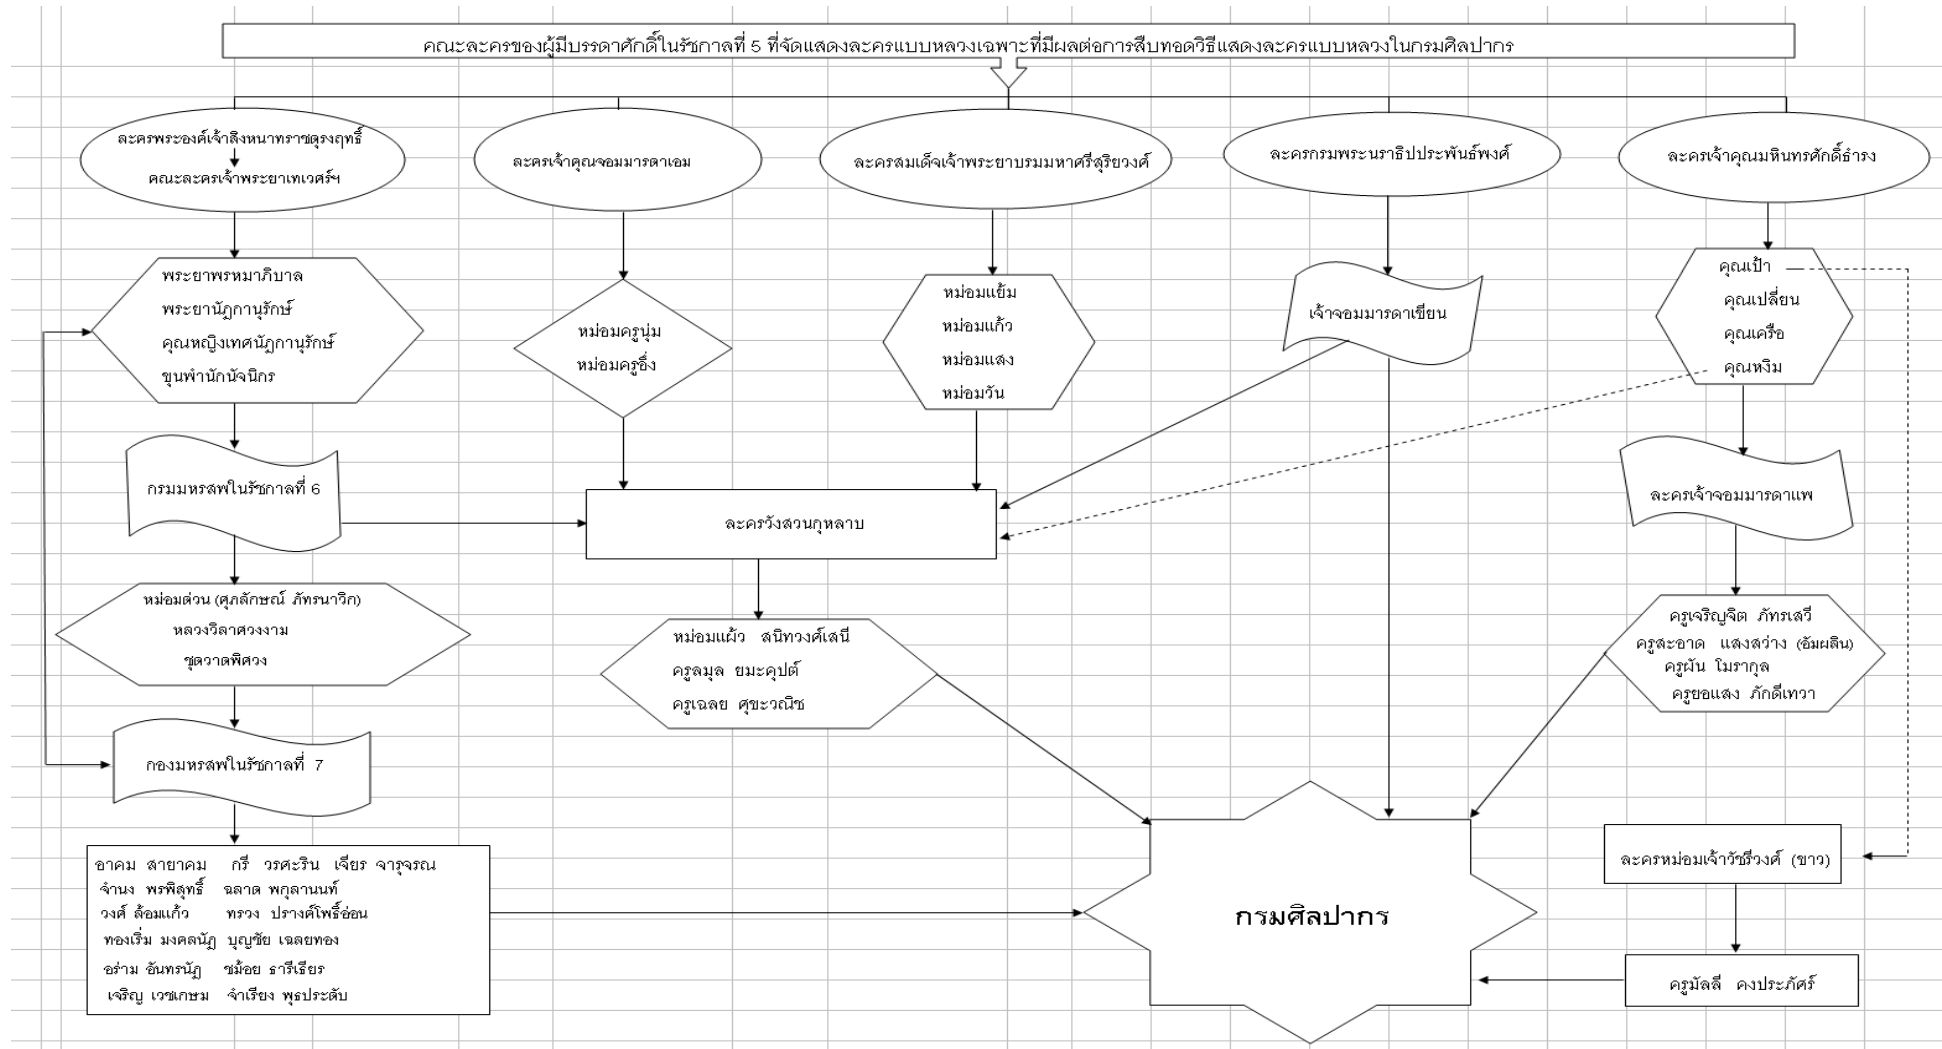 คณะละครของผู้มีบรรดาศักดิ์ในรัชกาลที่ 5 ที่จัดแสดงละครแบบหลวงเฉพาะที่มีผลต่อการสืบทอดวิธีแสดงละครแบบหลวงในกรมศิลปากร
ละครพระองค์เจ้าสิงหนาทราชดุรงฤทธิ์
คณะละครเจ้าพระยาเทเวศร์ฯ
ละครเจ้าคุณจอมมารดาเอม
ละครสมเด็จเจ้าพระยาบรมมหาศรีสุริยวงศ์
ละครกรมพระนราธิปประพันธ์พงศ์
ละครเจ้าคุณมหินทรศักดิ์ธำรง
พระยาพรหมาภิบาล
พระยานัฏกานุรักษ์
คุณหญิงเทศนัฏกานุรักษ์
ขุนพำนักนัจนิกร
หม่อมครูนุ่ม
หม่อมครูอึ่ง
หม่อมแย้ม
หม่อมแก้ว
หม่อมแสง
หม่อมวัน
เจ้าจอมมารดาเขียน
คุณเป้า
คุณเปลี่ยน
คุณเครือ
คุณหงิม
กรมมหรสพในรัชกาลที่ 6
ละครวังสวนกุหลาบ
ละครเจ้าจอมมารดาแพ
หม่อมด่วน (ศุภลักษณ์ ภัทรนาวิก)
หลวงวิลาศวงงาม
ชุดวาดพิศวง
หม่อมแผ้ว สนิทวงศ์เสนี
ครูลมุล ยมะคุปต์
ครูเฉลย ศุขะวณิช
ครูเจริญจิต ภัทรเสวี
ครูสะอาด แสงสว่าง (อัมผลิน)
ครูผัน โมรากุล
ครูยอแสง ภักดีเทวา
กองมหรสพในรัชกาลที่ 7
อาคม สายาคม กรี วรศะริน เจียร จารุจรณ
จำนง พรพิสุทธิ์ ฉลาด พกุลานนท์
วงศ์ ล้อมแก้ว ทรวง ปรางค์โพธิ์อ่อน
ทองเริ่ม มงคลนัฏ บุญชัย เฉลยทอง
อร่าม อินทรนัฏ ชม้อย ธารีเธียร
เจริญ เวชเกษม จำเรียง พุธประดับ
กรมศิลปากร
ละครหม่อมเจ้าวัชรีวงศ์ (ขาว)
ครูมัลลี คงประภัศร์